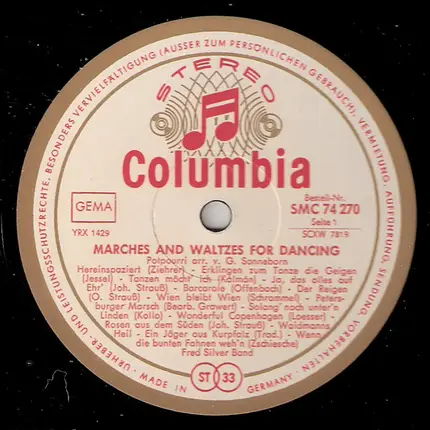 URHEBER- UND LEISTUNGSSCHUTZRECHTE, BESONDERS VERVIELFÄLTIGUNG (AUSSER ZUM PERSÖNLICHEN GEBRAUCH), VERMIETUNG, AUFFÜHRUNG, SENDUNG, VORBEHALTEN ·
STEREO
Columbia
GEMA
YRX 1429
Bestell-Nr.
SMC 74 270
Seite 1
SCXW 7819
MARCHES AND WALTZES FOR DANCING
Potpourri arr. v. G. Sonneborn
Hereinspaziert (Ziehrer) - Erklingen zum Tanze die Geigen
(Jessel) - Tanzen möcht' ich (Kálmán) - Ja, das alles auf
Ehr' (Joh. Strauß) - Barcarole (Offenbach) - Der Reigen
(O. Strauß) - Wien bleibt Wien (Schrammel) - Peters-
burger Marsch (Bearb. Grawert) - Solang' noch unter'n
Linden (Kollo) - Wonderful Copenhagen (Loesser) -
Rosen aus dem Süden (Joh. Strauß) - Waidmanns
Heil - Ein Jäger aus Kurpfalz (Trad.) - Wenn
die bunten Fahnen weh'n (Zschiesche)
Fred Silver Band
MADE IN
ST 33
GERMANY